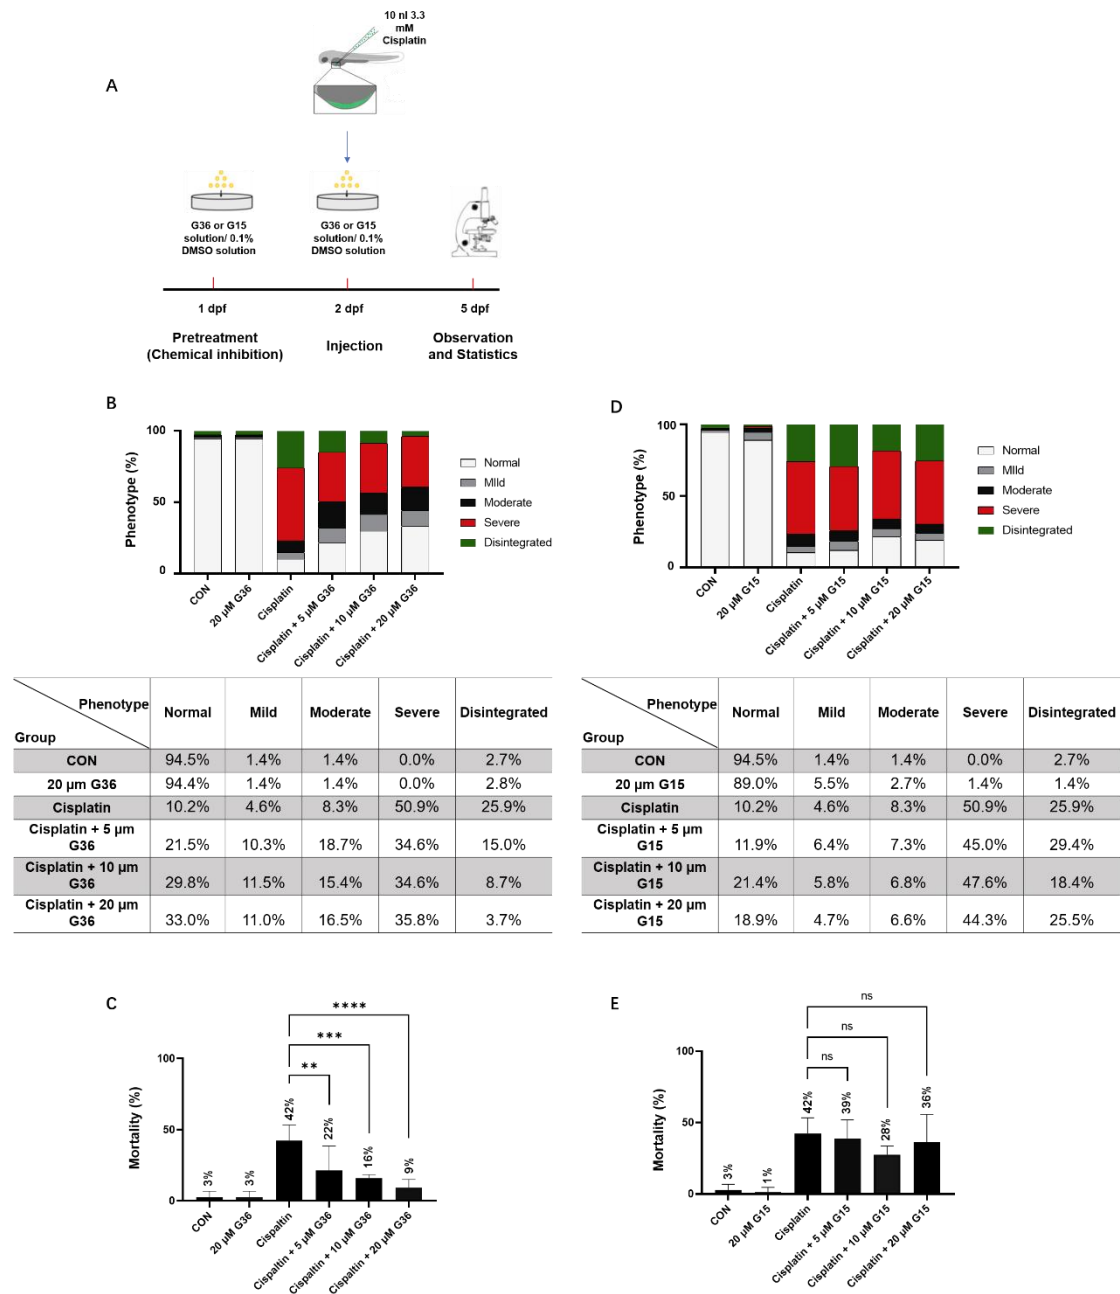 10 nl 3.3
mM
Cisplatin
A
G36 or G15
solution/ 0.1%
DMSO solution
G36 or G15
solution/ 0.1%
DMSO solution
1 dpf
2 dpf
5 dpf
Pretreatment
(Chemical inhibition)
Injection
Observation
and Statistics
B
Phenotype (%)
100
50
0
CON
20 µM G36
Cisplatin
Cisplatin + 5 µM G36
Cisplatin + 10 µM G36
Cisplatin + 20 µM G36
Normal
MIld
Moderate
Severe
Disintegrated
D
Phenotype (%)
100
50
0
CON
20 µM G15
Cisplatin
Cisplatin + 5 µM G15
Cisplatin + 10 µM G15
Cisplatin + 20 µM G15
Normal
MIld
Moderate
Severe
Disintegrated
Phenotype
Group
Normal Mild Moderate Severe Disintegrated
CON 94.5% 1.4% 1.4% 0.0% 2.7%
20 µm G36 94.4% 1.4% 1.4% 0.0% 2.8%
Cisplatin 10.2% 4.6% 8.3% 50.9% 25.9%
Cisplatin + 5 µm
G36 21.5% 10.3% 18.7% 34.6% 15.0%
Cisplatin + 10 µm
G36 29.8% 11.5% 15.4% 34.6% 8.7%
Cisplatin + 20 µm
G36 33.0% 11.0% 16.5% 35.8% 3.7%
Phenotype
Group
Normal Mild Moderate Severe Disintegrated
CON 94.5% 1.4% 1.4% 0.0% 2.7%
20 µm G15 89.0% 5.5% 2.7% 1.4% 1.4%
Cisplatin 10.2% 4.6% 8.3% 50.9% 25.9%
Cisplatin + 5 µm
G15 11.9% 6.4% 7.3% 45.0% 29.4%
Cisplatin + 10 µm
G15 21.4% 5.8% 6.8% 47.6% 18.4%
Cisplatin + 20 µm
G15 18.9% 4.7% 6.6% 44.3% 25.5%
C
****
***
**
Mortality (%)
100
50
0
3%
3%
42%
22%
16%
9%
CON
20 µM G36
Cispaltin
Cispaltin + 5 µM G36
Cispaltin + 10 µM G36
Cispaltin + 20 µM G36
E
ns
ns
ns
Mortality (%)
100
50
0
3%
1%
42%
39%
28%
36%
CON
20 µM G15
Cisplatin
Cisplatin + 5 µM G15
Cisplatin + 10 µM G15
Cisplatin + 20 µM G15